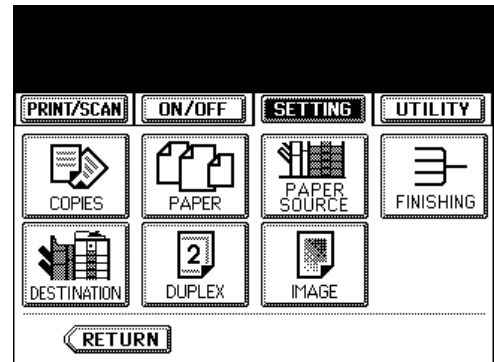 PRINT/SCAN ON/OFF SETTING UTILITY
COPIES PAPER PAPER SOURCE FINISHING
DESTINATION 2 DUPLEX IMAGE
RETURN